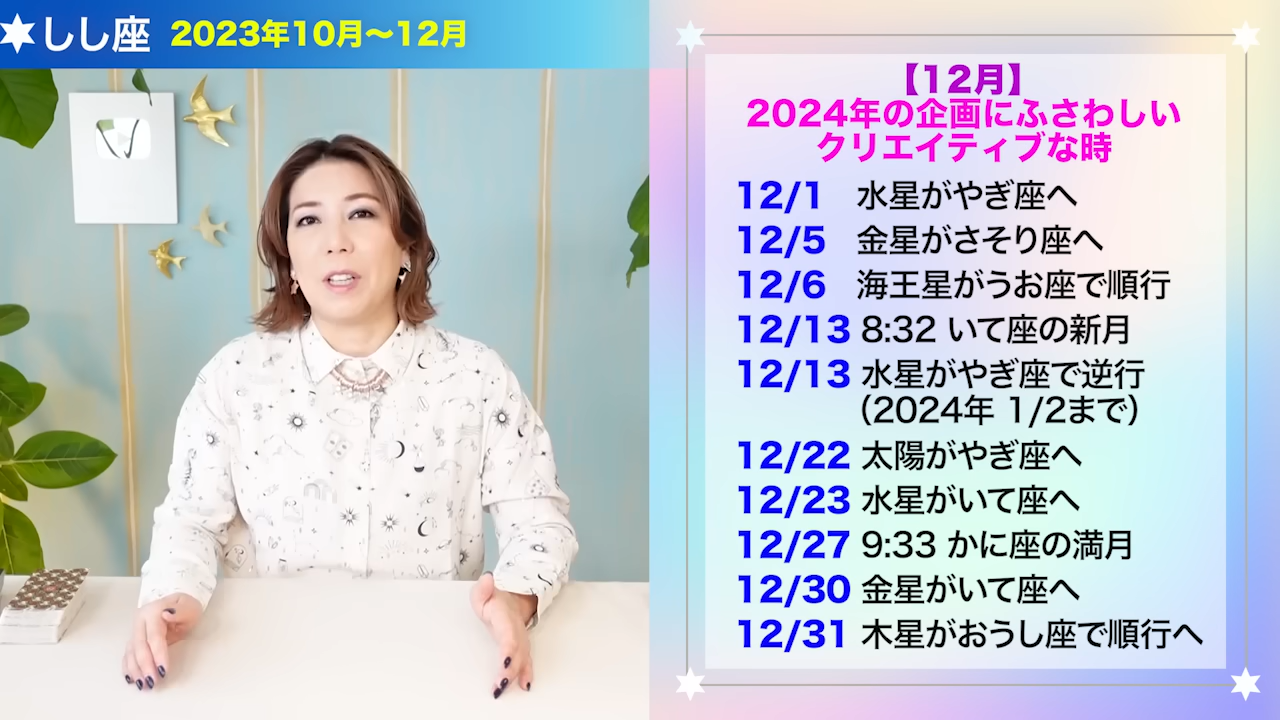 しし座 2023年10月〜12月
【12月】
2024年の企画にふさわしい
クリエイティブな時
12/1 水星がやぎ座へ
12/5 金星がさそり座へ
12/6 海王星がうお座で順行
12/13 8:32 いて座の新月
12/13 水星がやぎ座で逆行
（2024年 1/2まで）
12/22 太陽がやぎ座へ
12/23 水星がいて座へ
12/27 9:33 かに座の満月
12/30 金星がいて座へ
12/31 木星がおうし座で順行へ